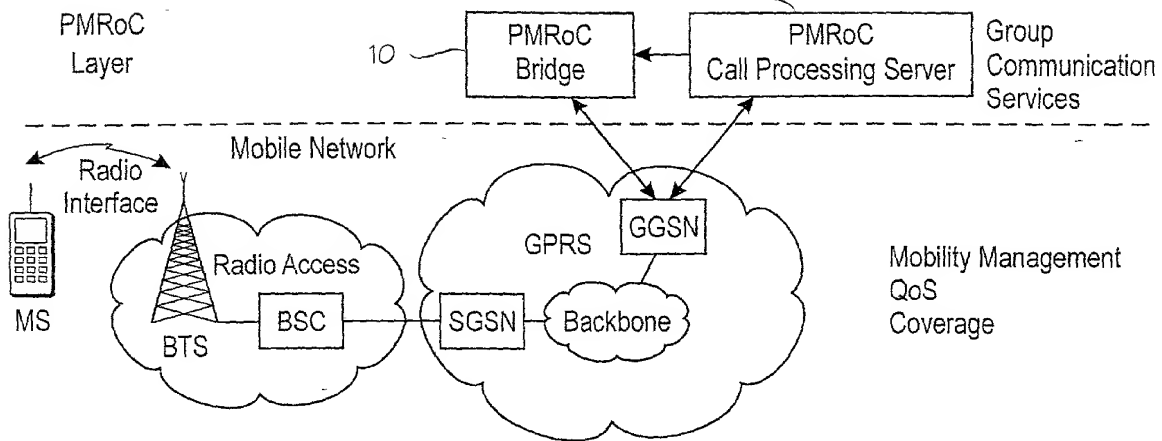 PMRoC
Layer
10
PMRoC
Bridge
PMRoC
Call Processing Server
Group
Communication
Services
Mobile Network
Radio
Interface
MS
Radio Access
BTS
BSC
GPRS
SGSN
Backbone
GGSN
Mobility Management
QoS
Coverage